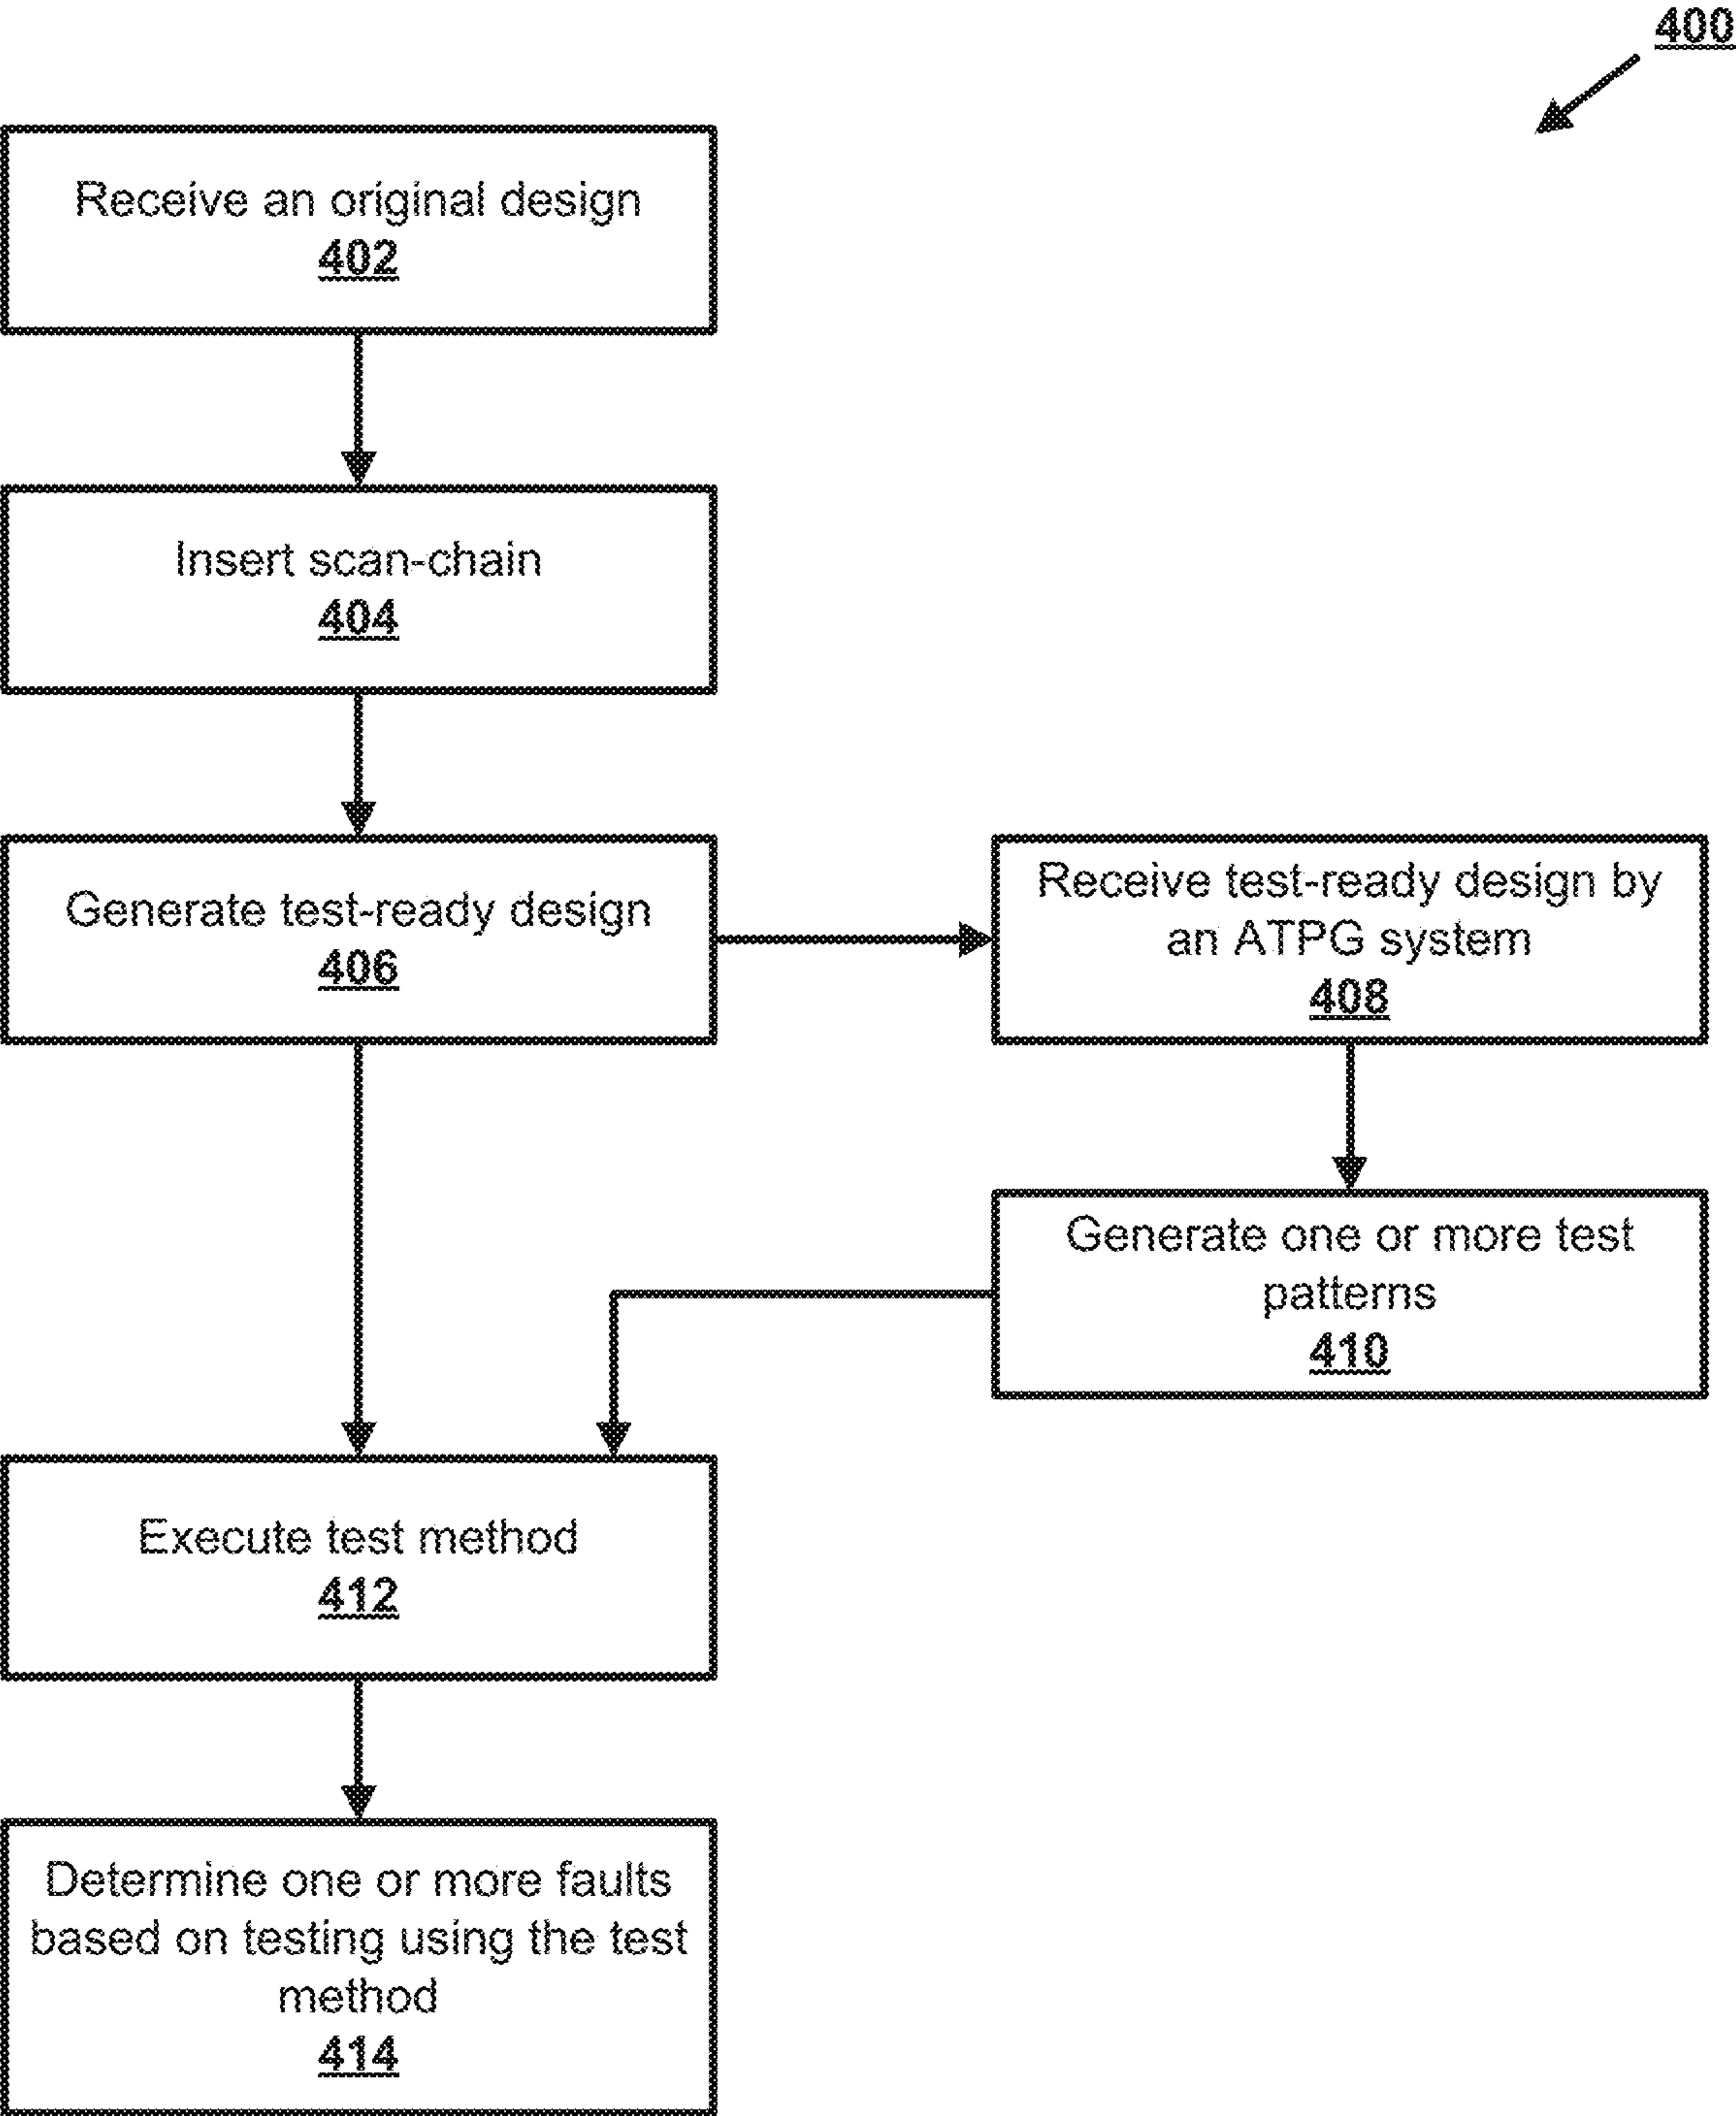 400
Receive an original design
402
Insert scan-chain
404
Generate test-ready design
406
Receive test-ready design by
an ATPG system
408
Generate one or more test
patterns
410
Execute test method
412
Determine one or more faults
based on testing using the test
method
414